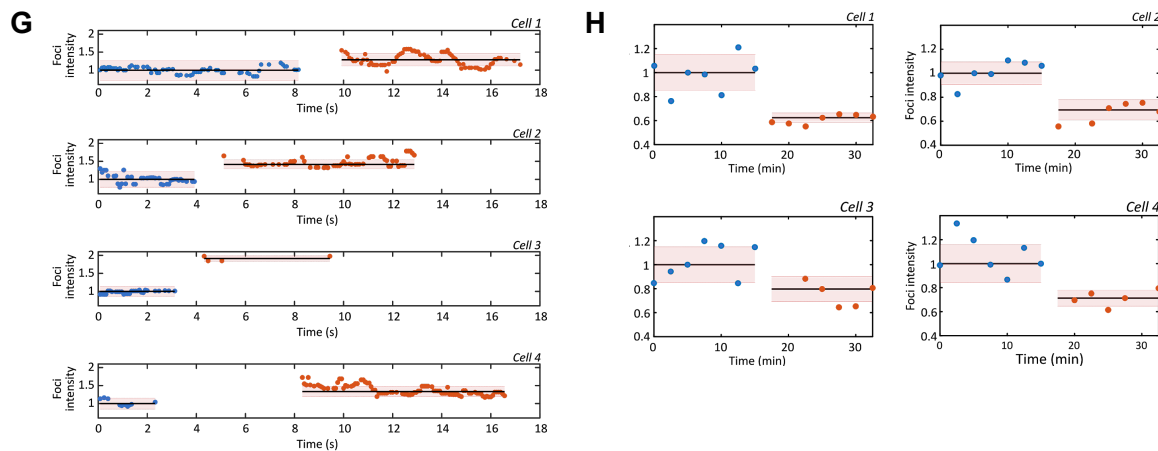 G
Cell 1
Foci
intensity
2
1.5
1
0 2 4 6 8 10 12 14 16 18
Time (s)
Cell 2
Foci
intensity
2
1.5
1
0 2 4 6 8 10 12 14 16 18
Time (s)
Cell 3
Foci
intensity
2
1.5
1
0 2 4 6 8 10 12 14 16 18
Time (s)
Cell 4
Foci
intensity
2
1.5
1
0 2 4 6 8 10 12 14 16 18
Time (s)
H
Cell 1
1.2
1
0.8
0.6
0.4
0 10 20 30
Time (min)
Cell 2
Foci intensity
1.2
1
0.8
0.6
0.4
0 10 20 30
Time (min)
Cell 3
1.2
1
0.8
0.6
0.4
0 10 20 30
Time (min)
Cell 4
Foci intensity
1.2
1
0.8
0.6
0.4
0 10 20 30
Time (min)